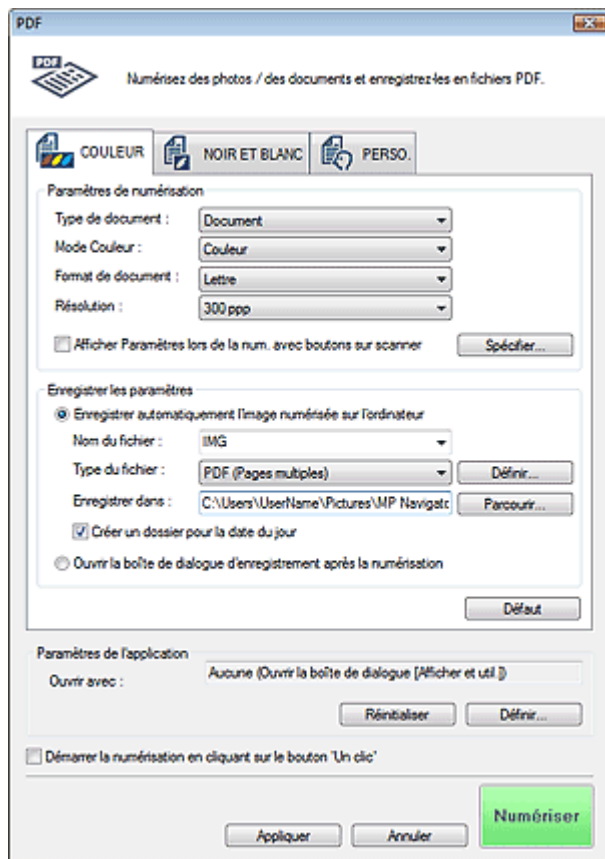 PDF
PDF
Numérisez des photos / des documents et enregistrez-les en fichiers PDF.
COULEUR NOIR ET BLANC PERSO.
Paramètres de numérisation
Type de document : Document
Mode Couleur : Couleur
Format de document : Lettre
Résolution : 300 ppp
Afficher Paramètres lors de la num. avec boutons sur scanner Spécifier...
Enregistrer les paramètres
Enregistrer automatiquement l'image numérisée sur l'ordinateur
Nom du fichier : IMG
Type du fichier : PDF (Pages multiples) Définir...
Enregistrer dans : C:\Users\UserName\Pictures\MP Navigatc Parcourir...
Créer un dossier pour la date du jour
Ouvrir la boîte de dialogue d'enregistrement après la numérisation
Défaut
Paramètres de l'application
Ouvrir avec : Aucune (Ouvrir la boîte de dialogue [Afficher et util.])
Réinitialiser Définir...
Démarrer la numérisation en cliquant sur le bouton 'Un clic'
Numériser
Appliquer Annuler